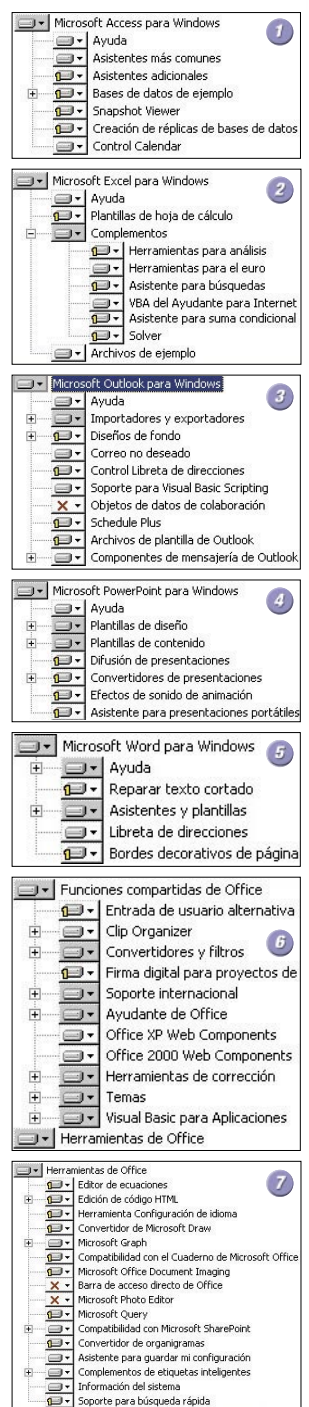 Microsoft Access para Windows
1
Ayuda
Asistentes más comunes
Asistentes adicionales
Bases de datos de ejemplo
Snapshot Viewer
Creación de réplicas de bases de datos
Control Calendar
Microsoft Excel para Windows
2
Ayuda
Plantillas de hoja de cálculo
Complementos
Herramientas para análisis
Herramientas para el euro
Asistente para búsquedas
VBA del Ayudante para Internet
Asistente para suma condicional
Solver
Archivos de ejemplo
Microsoft Outlook para Windows
3
Ayuda
Importadores y exportadores
Diseños de fondo
Correo no deseado
Control Libreta de direcciones
Soporte para Visual Basic Scripting
Objetos de datos de colaboración
Schedule Plus
Archivos de plantilla de Outlook
Componentes de mensajería de Outlook
Microsoft PowerPoint para Windows
4
Ayuda
Plantillas de diseño
Plantillas de contenido
Difusión de presentaciones
Convertidores de presentaciones
Efectos de sonido de animación
Asistente para presentaciones portátiles
Microsoft Word para Windows
5
Ayuda
Reparar texto cortado
Asistentes y plantillas
Libreta de direcciones
Bordes decorativos de página
Funciones compartidas de Office
Entrada de usuario alternativa
Clip Organizer
6
Convertidores y filtros
Firma digital para proyectos de
Soporte internacional
Ayudante de Office
Office XP Web Components
Office 2000 Web Components
Herramientas de corrección
Temas
Visual Basic para Aplicaciones
Herramientas de Office
Herramientas de Office
7
Editor de ecuaciones
Edición de código HTML
Herramienta Configuración de idioma
Convertidor de Microsoft Draw
Microsoft Graph
Compatibilidad con el Cuaderno de Microsoft Office
Microsoft Office Document Imaging
Barra de acceso directo de Office
Microsoft Photo Editor
Microsoft Query
Compatibilidad con Microsoft SharePoint
Convertidor de organigramas
Asistente para guardar mi configuración
Complementos de etiquetas inteligentes
Información del sistema
Soporte para búsqueda rápida